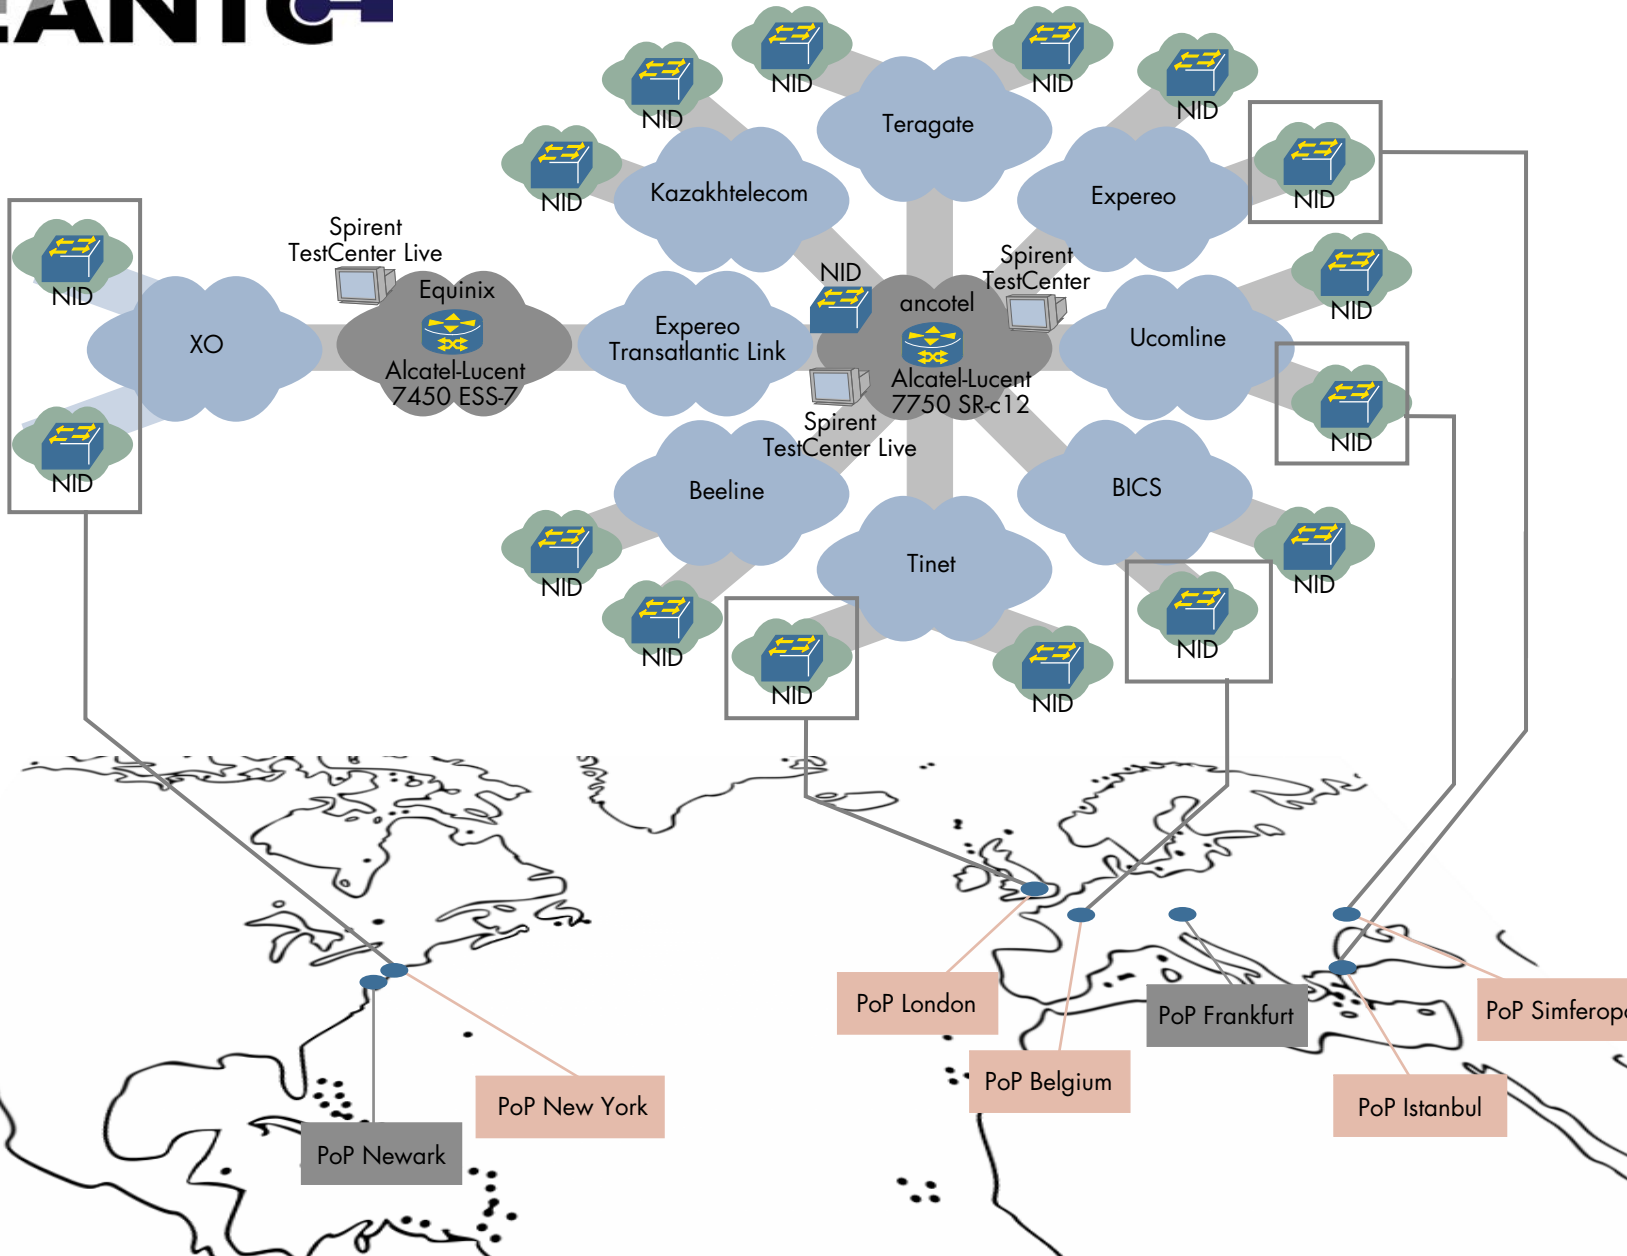 NID
NID
NID
NID
Teragate
NID
NID
NID
NID
Kazakhtelecom
Expereo
Spirent
TestCenter Live
NID
Spirent
TestCenter
NID
NID
Equinix
ancotel
XO
Expereo
Transatlantic Link
Ucomline
Alcatel-Lucent
7450 ESS-7
Alcatel-Lucent
7750 SR-c12
Spirent
TestCenter Live
NID
NID
Beeline
BICS
NID
Tinet
NID
NID
NID
NID
NID
PoP London
PoP Frankfurt
PoP Belgium
PoP Istanbul
PoP New York
PoP Newark